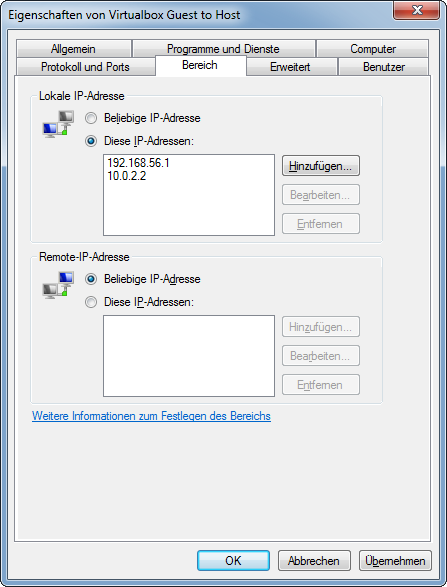 Eigenschaften von Virtualbox Guest to Host
Allgemein
Programme und Dienste
Computer
Protokoll und Ports
Bereich
Erweitert
Benutzer
Lokale IP-Adresse
Beliebige IP-Adresse
Diese IP-Adressen:
192.168.56.1
10.0.2.2
Hinzufügen...
Bearbeiten...
Entfernen
Remote-IP-Adresse
Beliebige IP-Adresse
Diese IP-Adressen:
Hinzufügen...
Bearbeiten...
Entfernen
Weitere Informationen zum Festlegen des Bereichs
OK
Abbrechen
Übernehmen